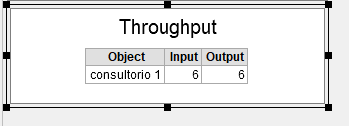 Throughput
Object Input Output
consultorio 1 6 6